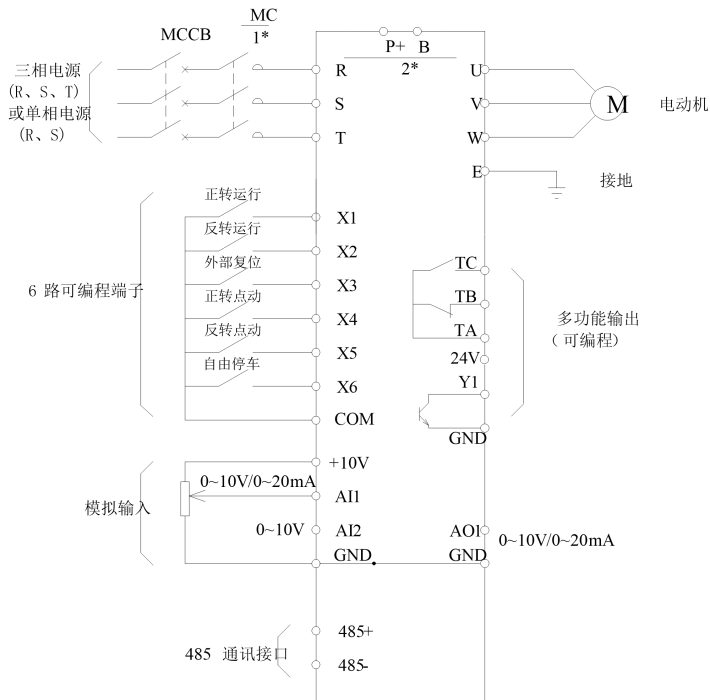 MCCB
MC
1*
P+ B
2*
三相电源
(R、S、T)
或单相电源
(R、S)
R
S
T
U
V
W
E
M
电动机
接地
6 路可编程端子
正转运行
反转运行
外部复位
正转点动
反转点动
自由停车
X1
X2
X3
X4
X5
X6
COM
TC
TB
TA
24V
Y1
GND
多功能输出
(可编程)
模拟输入
+10V
0~10V/0~20mA
AI1
0~10V
AI2
GND
AO1
0~10V/0~20mA
GND
485 通讯接口
485+
485-